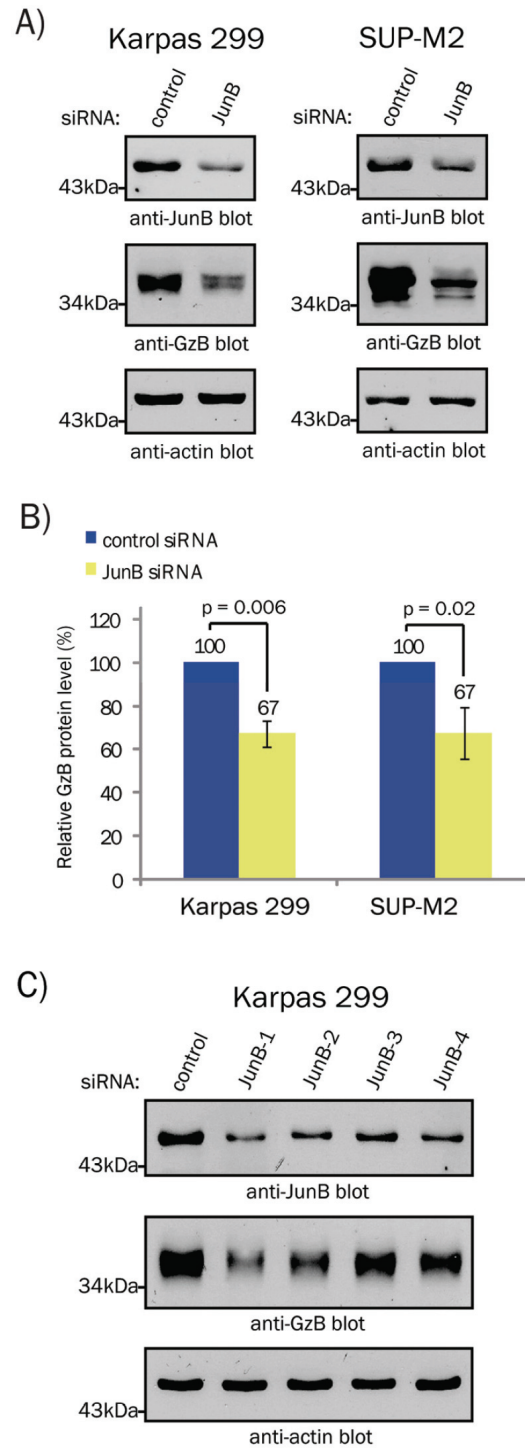 A)
Karpas 299
SUP-M2
siRNA: control JunB
siRNA: control JunB
43kDa
43kDa
anti-JunB blot
anti-JunB blot
34kDa
34kDa
anti-GzB blot
anti-GzB blot
43kDa
43kDa
anti-actin blot
anti-actin blot
B)
control siRNA
JunB siRNA
Relative GzB protein level (%)
120
100
80
60
40
20
0
p = 0.006
100
67
p = 0.02
100
67
Karpas 299
SUP-M2
C)
Karpas 299
siRNA: control JunB-1 JunB-2 JunB-3 JunB-4
43kDa
anti-JunB blot
34kDa
anti-GzB blot
43kDa
anti-actin blot